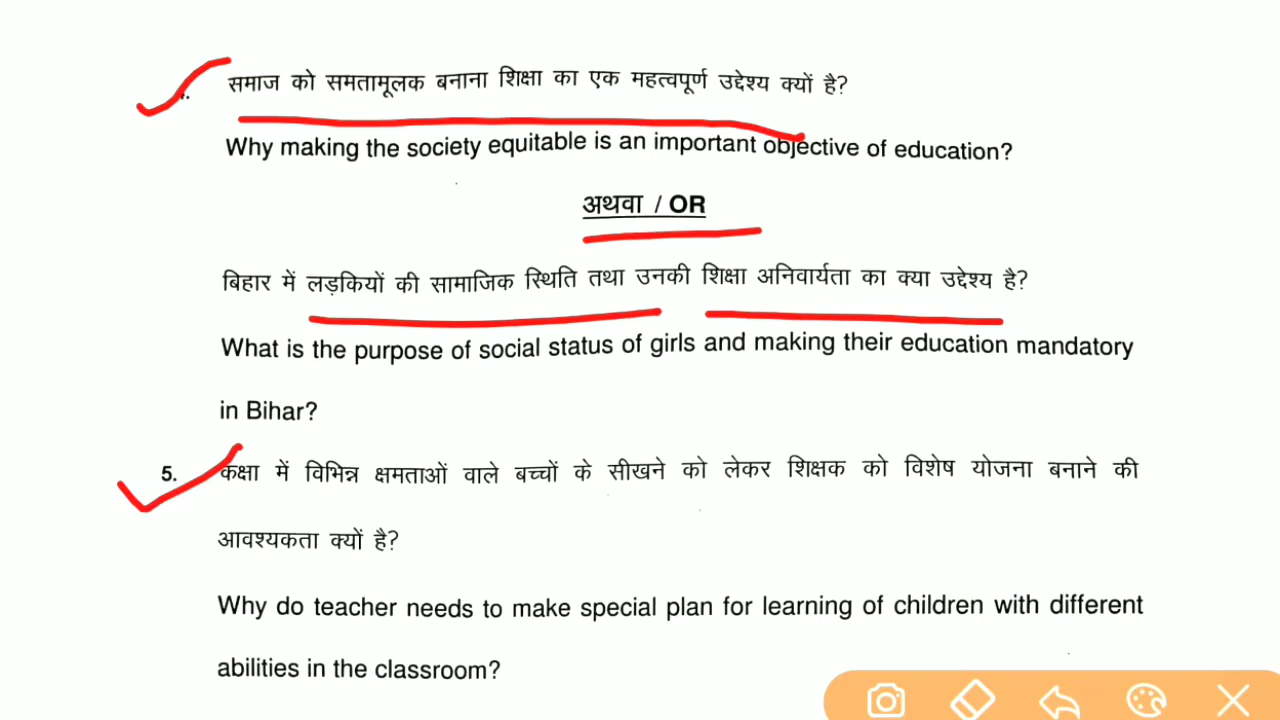 समाज को समतामूलक बनाना शिक्षा का एक महत्वपूर्ण उद्देश्य क्यों है?
Why making the society equitable is an important objective of education?
अथवा / OR
बिहार में लड़कियों की सामाजिक स्थिति तथा उनकी शिक्षा अनिवार्यता का क्या उद्देश्य है?
What is the purpose of social status of girls and making their education mandatory
in Bihar?
5. कक्षा में विभिन्न क्षमताओं वाले बच्चों के सीखने को लेकर शिक्षक को विशेष योजना बनाने की
आवश्यकता क्यों है?
Why do teacher needs to make special plan for learning of children with different
abilities in the classroom?